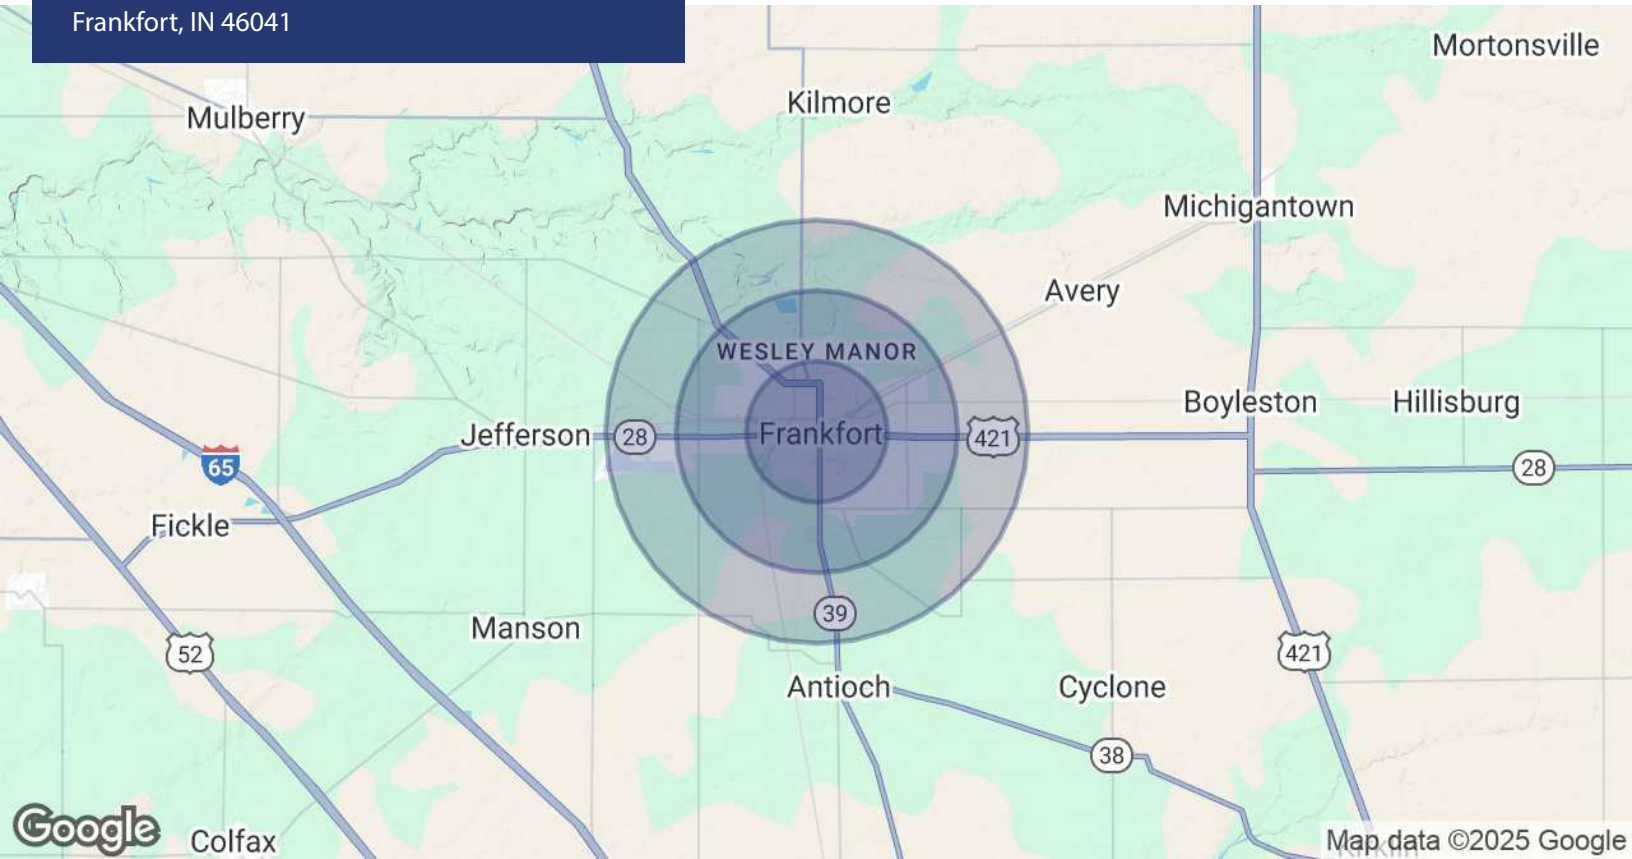 Frankfort, IN 46041
Mortonsville
Kilmore
Mulberry
Michigantown
Avery
WESLEY MANOR
Boyleston
Hillisburg
Jefferson
28
Frankfort
421
65
28
Fickle
39
Manson
52
421
Antioch
Cyclone
38
Google
Colfax
Map data ©2025 Google